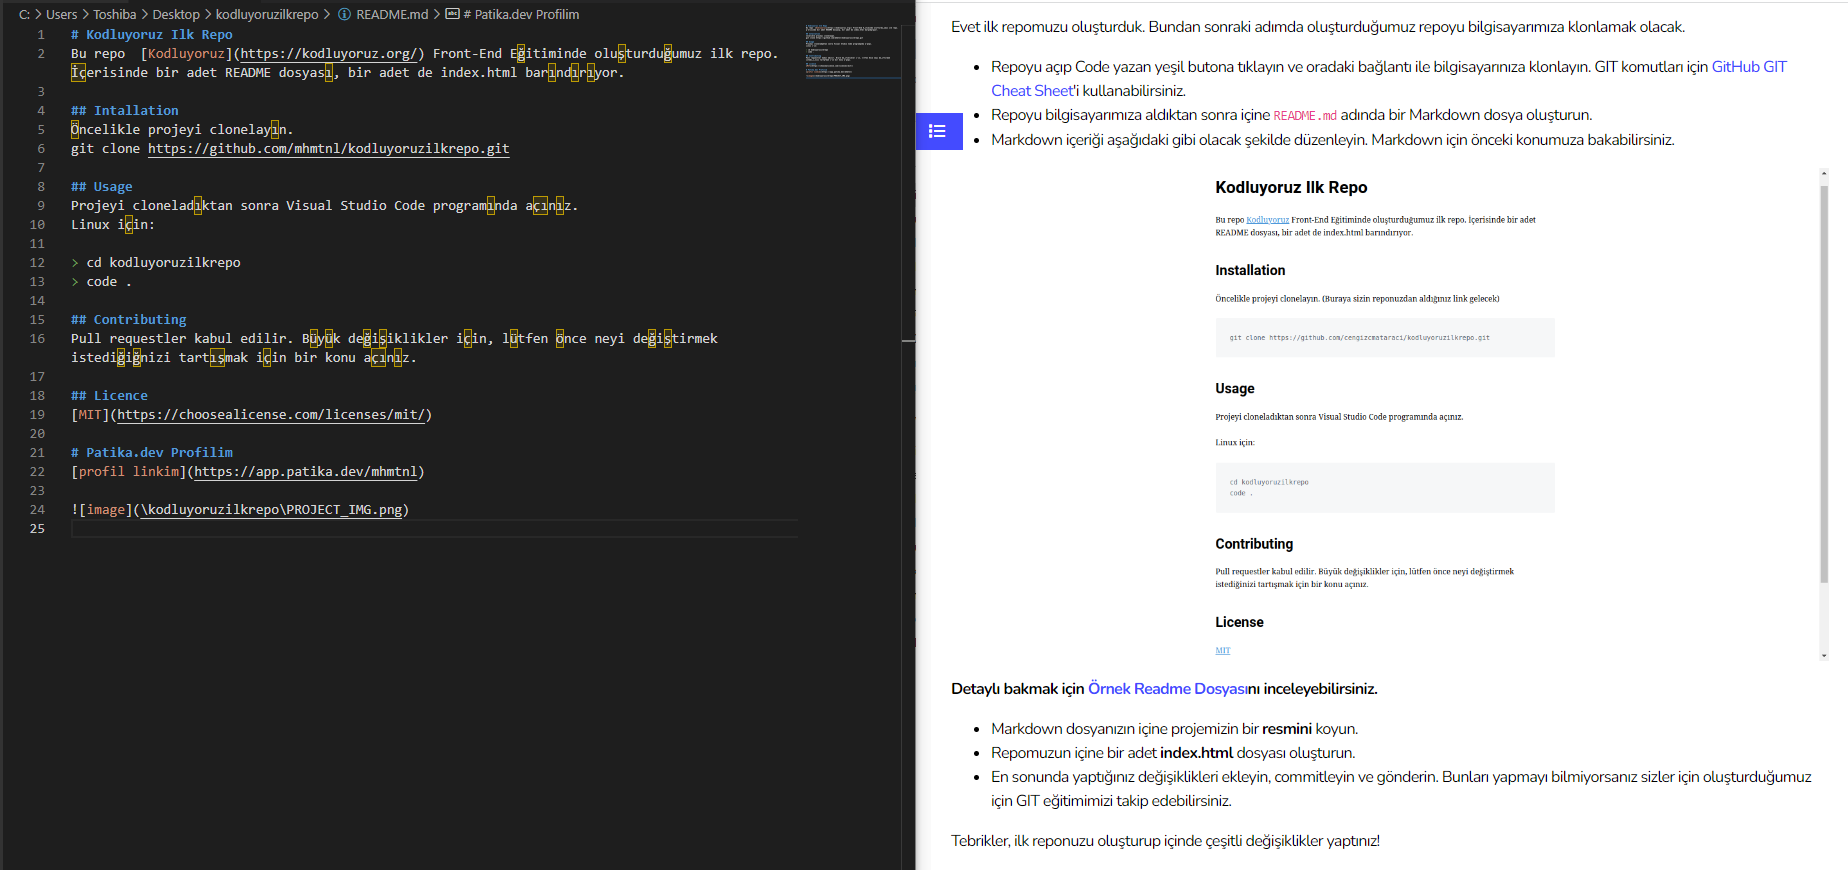 C: > Users > Toshiba > Desktop > kodluyoruzilkrepo > README.md > # Patika.dev Profilim
1 # Kodluyoruz Ilk Repo
2 Bu repo [Kodluyoruz](https://kodluyoruz.org/) Front-End Eğitiminde oluşturduğumuz ilk repo.
İçerisinde bir adet README dosyası, bir adet de index.html barındırıyor.
3
4 ## Intallation
5 Öncelikle projeyi clonelayın.
6 git clone https://github.com/mhmtnl/kodluyoruzilkrepo.git
7
8 ## Usage
9 Projeyi cloneladıktan sonra Visual Studio Code programında açınız.
10 Linux için:
11
12 > cd kodluyoruzilkrepo
13 > code .
14
15 ## Contributing
16 Pull requestler kabul edilir. Büyük değişiklikler için, lütfen önce neyi değiştirmek
istediğiğnizi tartışmak için bir konu açınız.
17
18 ## Licence
19 [MIT](https://choosealicense.com/licenses/mit/)
20
21 # Patika.dev Profilim
22 [profil linkim](https://app.patika.dev/mhmtnl)
23
24 ![image](\kodluyoruzilkrepo\PROJECT_IMG.png)
25
Evet ilk repomuzu oluşturduk. Bundan sonraki adımda oluşturduğumuz repoyu bilgisayarımıza klonlamak olacak.
• Repoyu açıp Code yazan yeşil butona tıklayın ve oradaki bağlantı ile bilgisayarınıza klonlayın. GIT komutları için GitHub GIT
Cheat Sheet'i kullanabilirsiniz.
• Repoyu bilgisayarımıza aldıktan sonra içine README.md adında bir Markdown dosya oluşturun.
• Markdown içeriği aşağıdaki gibi olacak şekilde düzenleyin. Markdown için önceki konumuza bakabilirsiniz.
Kodluyoruz Ilk Repo
Bu repo Kodluyoruz Front-End Eğitiminde oluşturduğumuz ilk repo. İçerisinde bir adet
README dosyası, bir adet de index.html barındırıyor.
Installation
Öncelikle projeyi clonelayın. (Buraya sizin reponuzdan aldığınız link gelecek)
git clone https://github.com/cengizcmataraci/kodluyoruzilkrepo.git
Usage
Projeyi cloneladıktan sonra Visual Studio Code programında açınız.
Linux için:
cd kodluyoruzilkrepo
code .
Contributing
Pull requestler kabul edilir. Büyük değişiklikler için, lütfen önce neyi değiştirmek
istediğinizi tartışmak için bir konu açınız.
License
MIT
Detaylı bakmak için Örnek Readme Dosyasını inceleyebilirsiniz.
• Markdown dosyanızın içine projemizin bir resmini koyun.
• Repomuzun içine bir adet index.html dosyası oluşturun.
• En sonunda yaptığınız değişiklikleri ekleyin, commitleyin ve gönderin. Bunları yapmayı bilmiyorsanız sizler için oluşturduğumuz
için GIT eğitimimizi takip edebilirsiniz.
Tebrikler, ilk reponuzu oluşturup içinde çeşitli değişiklikler yaptınız!